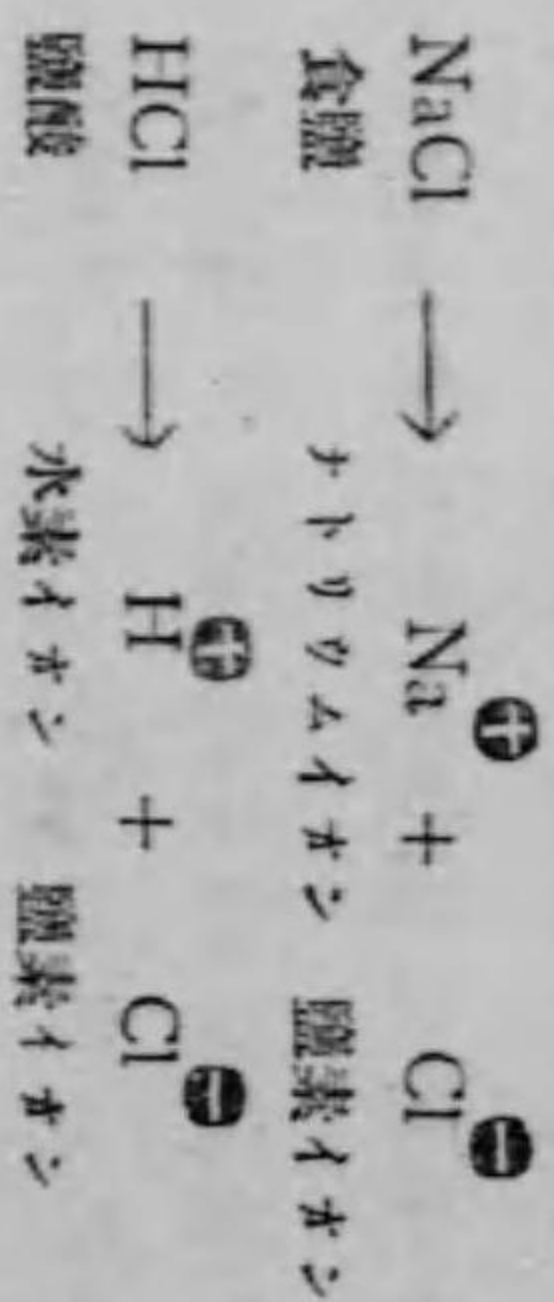 NaCl → Na⊕ + Cl⊖
食鹽 ナトリウムイオン 鹽素イオン
HCl → H⊕ + Cl⊖
鹽酸 水素イオン 鹽素イオン